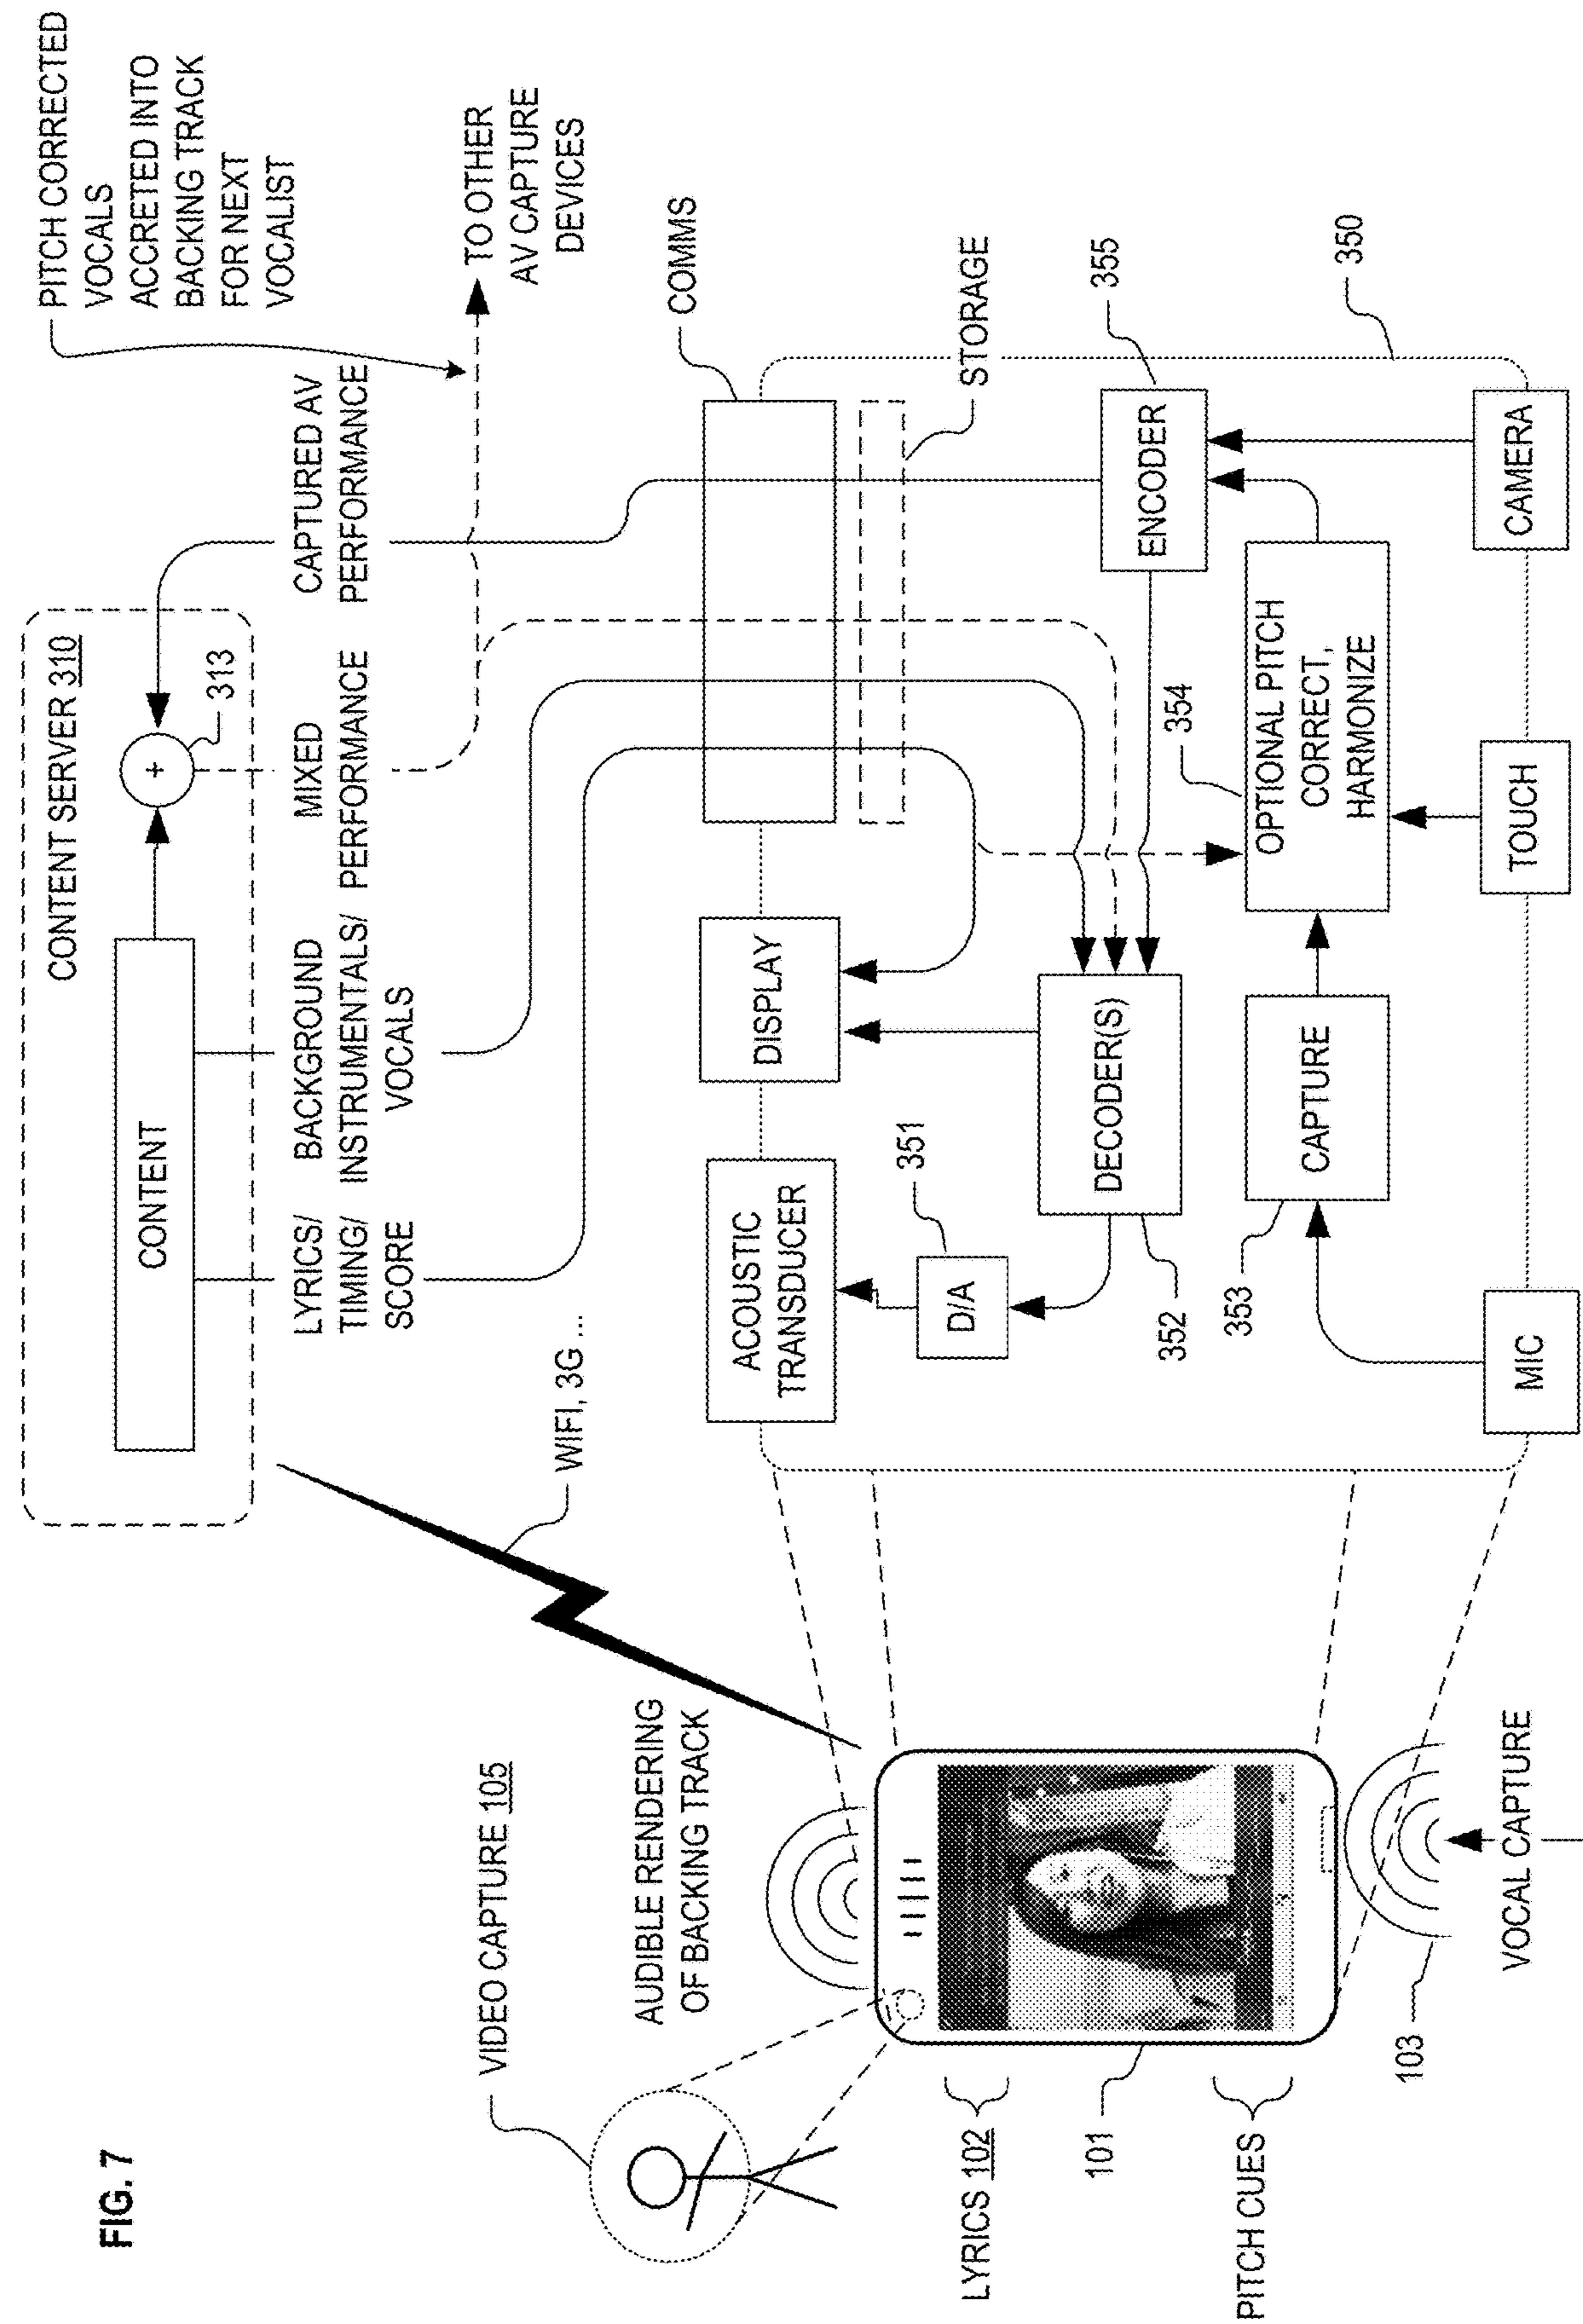 FIG. 7
VIDEO CAPTURE 105
AUDIBLE RENDERING
OF BACKING TRACK
LYRICS 102
101
PITCH CUES
103
VOCAL CAPTURE
WIFI, 3G ...
CONTENT SERVER 310
CONTENT
+
313
LYRICS/
TIMING/
SCORE
BACKGROUND
INSTRUMENTALS/
VOCALS
MIXED
PERFORMANCE
CAPTURED AV
PERFORMANCE
PITCH CORRECTED
VOCALS
ACCRETED INTO
BACKING TRACK
FOR NEXT
VOCALIST
TO OTHER
AV CAPTURE
DEVICES
COMMS
STORAGE
ACOUSTIC
TRANSDUCER
DISPLAY
351
D/A
DECODER(S)
352
ENCODER
355
350
353
CAPTURE
354
OPTIONAL PITCH
CORRECT,
HARMONIZE
MIC
TOUCH
CAMERA